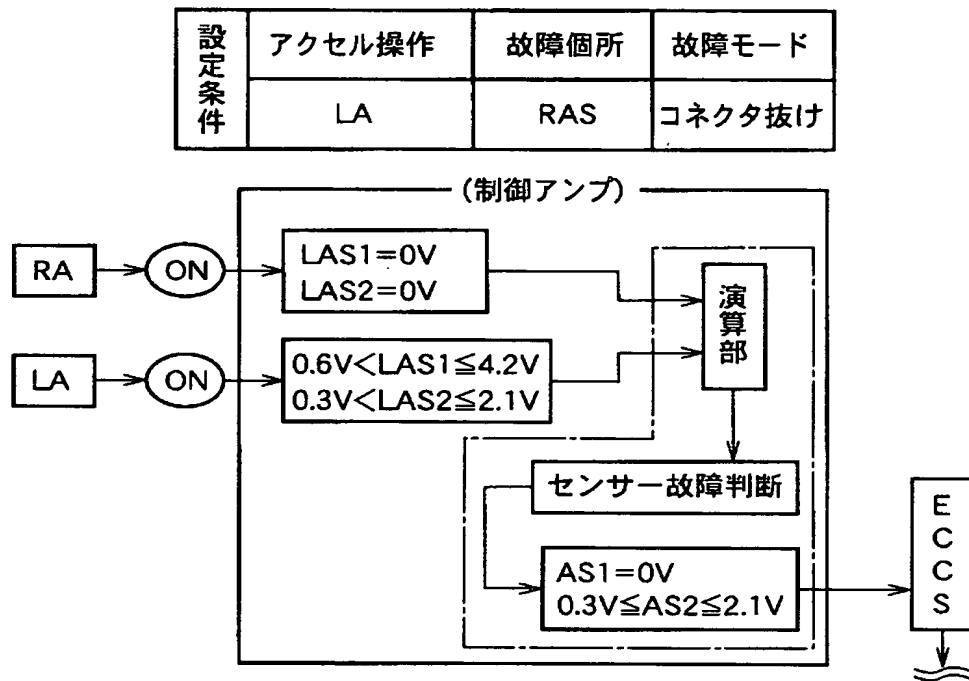 設定条件
アクセル操作 故障個所 故障モード
LA RAS コネクタ抜け
(制御アンプ)
RA
ON
LAS1=0V
LAS2=0V
演算部
LA
ON
0.6V<LAS1≦4.2V
0.3V<LAS2≦2.1V
センサー故障判断
AS1=0V
0.3V≦AS2≦2.1V
ECCS